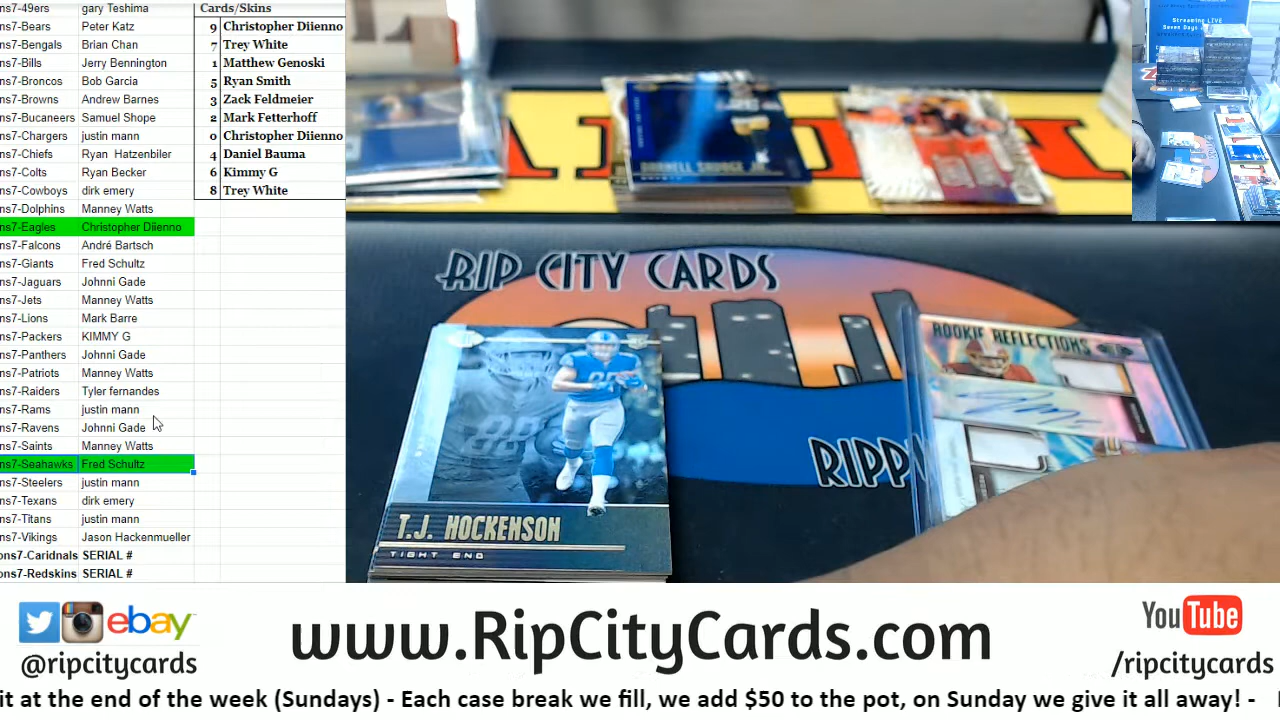 ns7-49ers gary Teshima
ns7-Bears Peter Katz
ns7-Bengals Brian Chan
ns7-Bills Jerry Bennington
ns7-Broncos Bob Garcia
ns7-Browns Andrew Barnes
ns7-Bucaneers Samuel Shope
ns7-Chargers justin mann
ns7-Chiefs Ryan Hatzenbiler
ns7-Colts Ryan Becker
ns7-Cowboys dirk emery
ns7-Dolphins Manney Watts
ns7-Eagles Christopher Diienno
ns7-Falcons André Bartsch
ns7-Giants Fred Schultz
ns7-Jaguars Johnni Gade
ns7-Jets Manney Watts
ns7-Lions Mark Barre
ns7-Packers KIMMY G
ns7-Panthers Johnni Gade
ns7-Patriots Manney Watts
ns7-Raiders Tyler fernandes
ns7-Rams justin mann
ns7-Ravens Johnni Gade
ns7-Saints Manney Watts
ns7-Seahawks Fred Schultz
ns7-Steelers justin mann
ns7-Texans dirk emery
ns7-Titans justin mann
ns7-Vikings Jason Hackenmueller
ons7-Caridnals SERIAL #
ons7-Redskins SERIAL #
Cards/Skins
9 Christopher Diienno
7 Trey White
1 Matthew Genoski
5 Ryan Smith
3 Zack Feldmeier
2 Mark Fetterhoff
0 Christopher Diienno
4 Daniel Bauma
6 Kimmy G
8 Trey White
Streaming LIVE
DARNELL SAVAGE JR.
RIP CITY CARDS
RIPP
ROOKIE REFLECTIONS
88
T.J. HOCKENSON
TIGHT END
ebay
@ripcitycards
www.RipCityCards.com
YouTube
/ripcitycards
it at the end of the week (Sundays) - Each case break we fill, we add $50 to the pot, on Sunday we give it all away! -